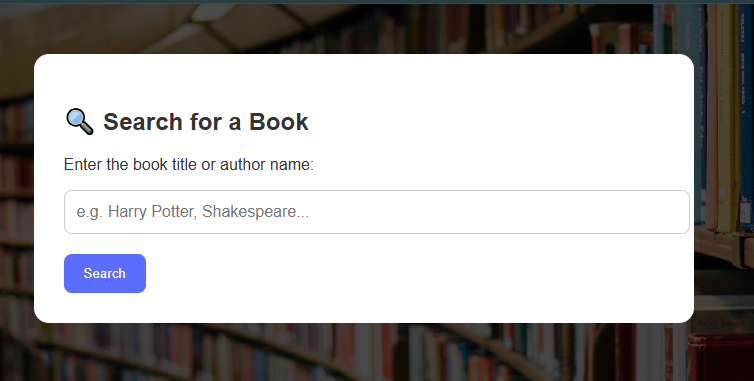 Search for a Book
Enter the book title or author name:
e.g. Harry Potter, Shakespeare...
Search